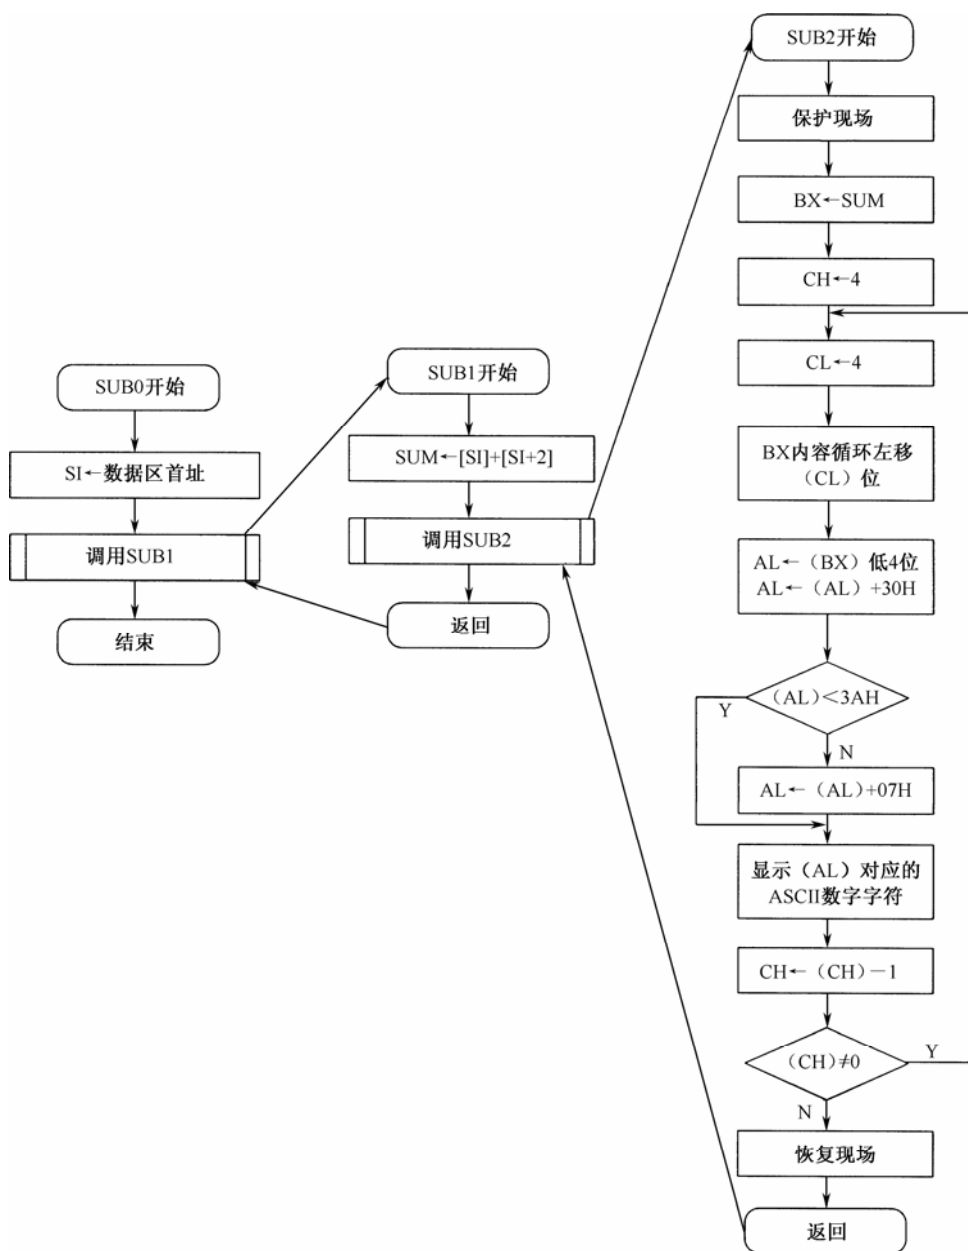 SUB0开始
SI←数据区首址
调用SUB1
结束
SUB1开始
SUM←[SI]+[SI+2]
调用SUB2
返回
SUB2开始
保护现场
BX←SUM
CH←4
CL←4
BX内容循环左移
（CL）位
AL←（BX）低4位
AL←（AL）+30H
（AL）＜3AH
Y
N
AL←（AL）+07H
显示（AL）对应的
ASCII数字字符
CH←（CH）－1
（CH）≠0
Y
N
恢复现场
返回